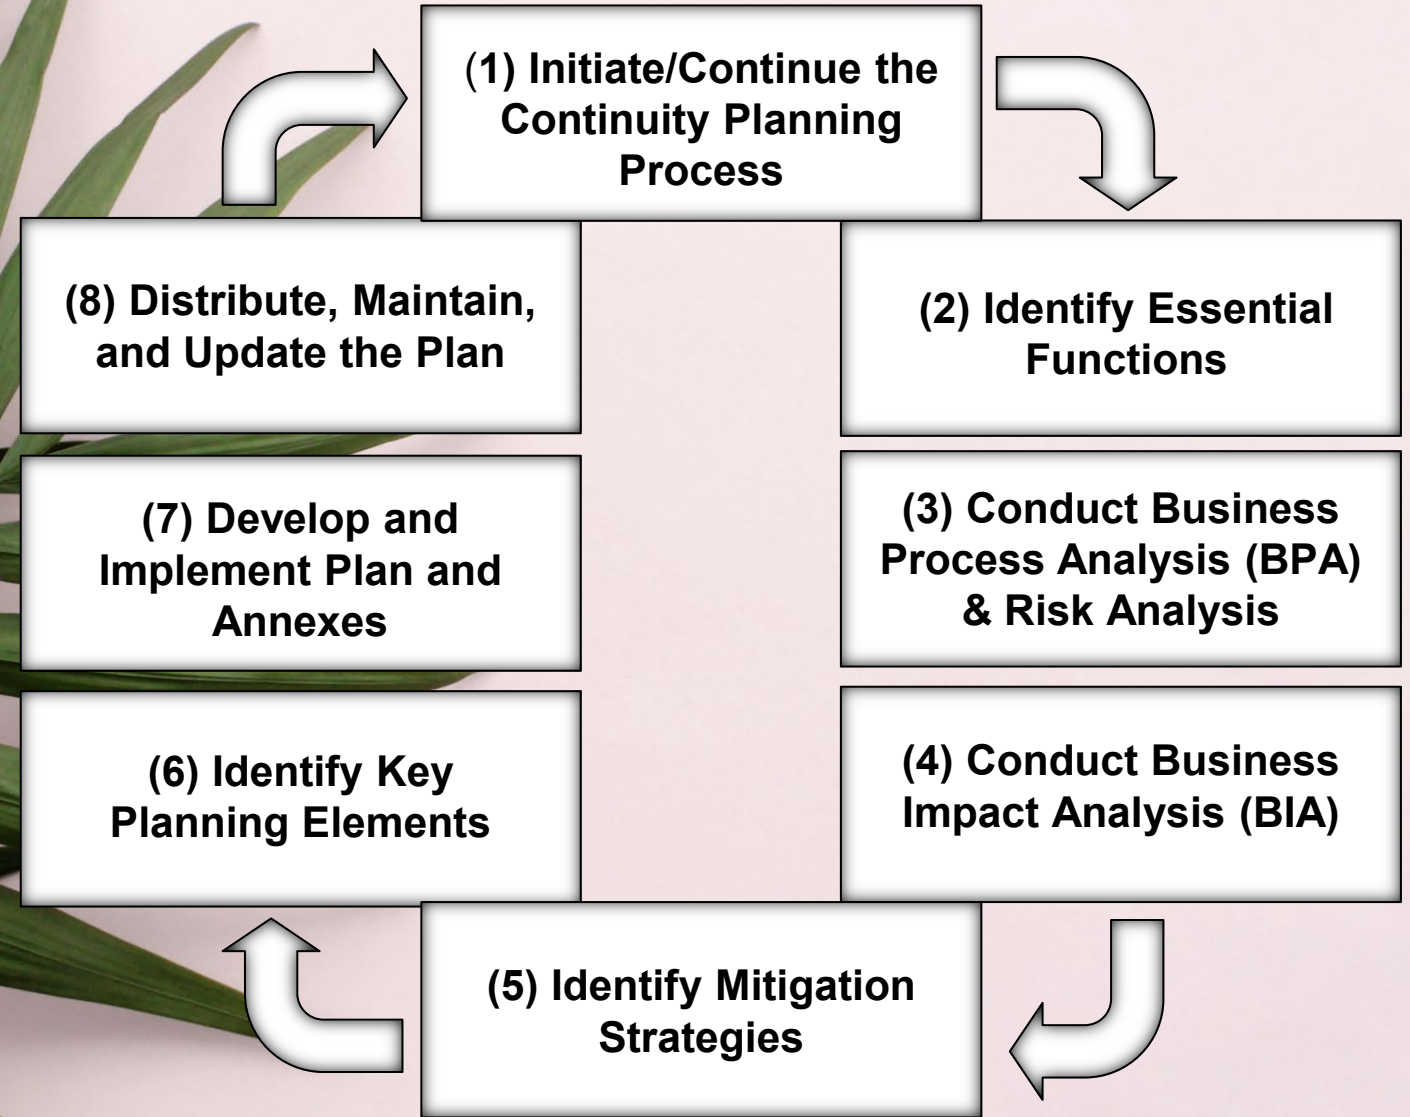 (1) Initiate/Continue the
Continuity Planning
Process
(2) Identify Essential
Functions
(3) Conduct Business
Process Analysis (BPA)
& Risk Analysis
(4) Conduct Business
Impact Analysis (BIA)
(5) Identify Mitigation
Strategies
(6) Identify Key
Planning Elements
(7) Develop and
Implement Plan and
Annexes
(8) Distribute, Maintain,
and Update the Plan